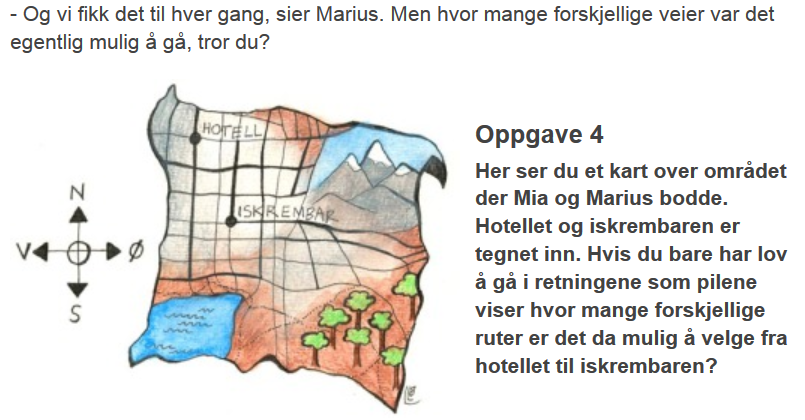 - Og vi fikk det til hver gang, sier Marius. Men hvor mange forskjellige veier var det
egentlig mulig å gå, tror du?
HOTELL
ISKREMBAR
N
V
Ø
S
Oppgave 4
Her ser du et kart over området
der Mia og Marius bodde.
Hotellet og iskrembaren er
tegnet inn. Hvis du bare har lov
å gå i retningene som pilene
viser hvor mange forskjellige
ruter er det da mulig å velge fra
hotellet til iskrembaren?